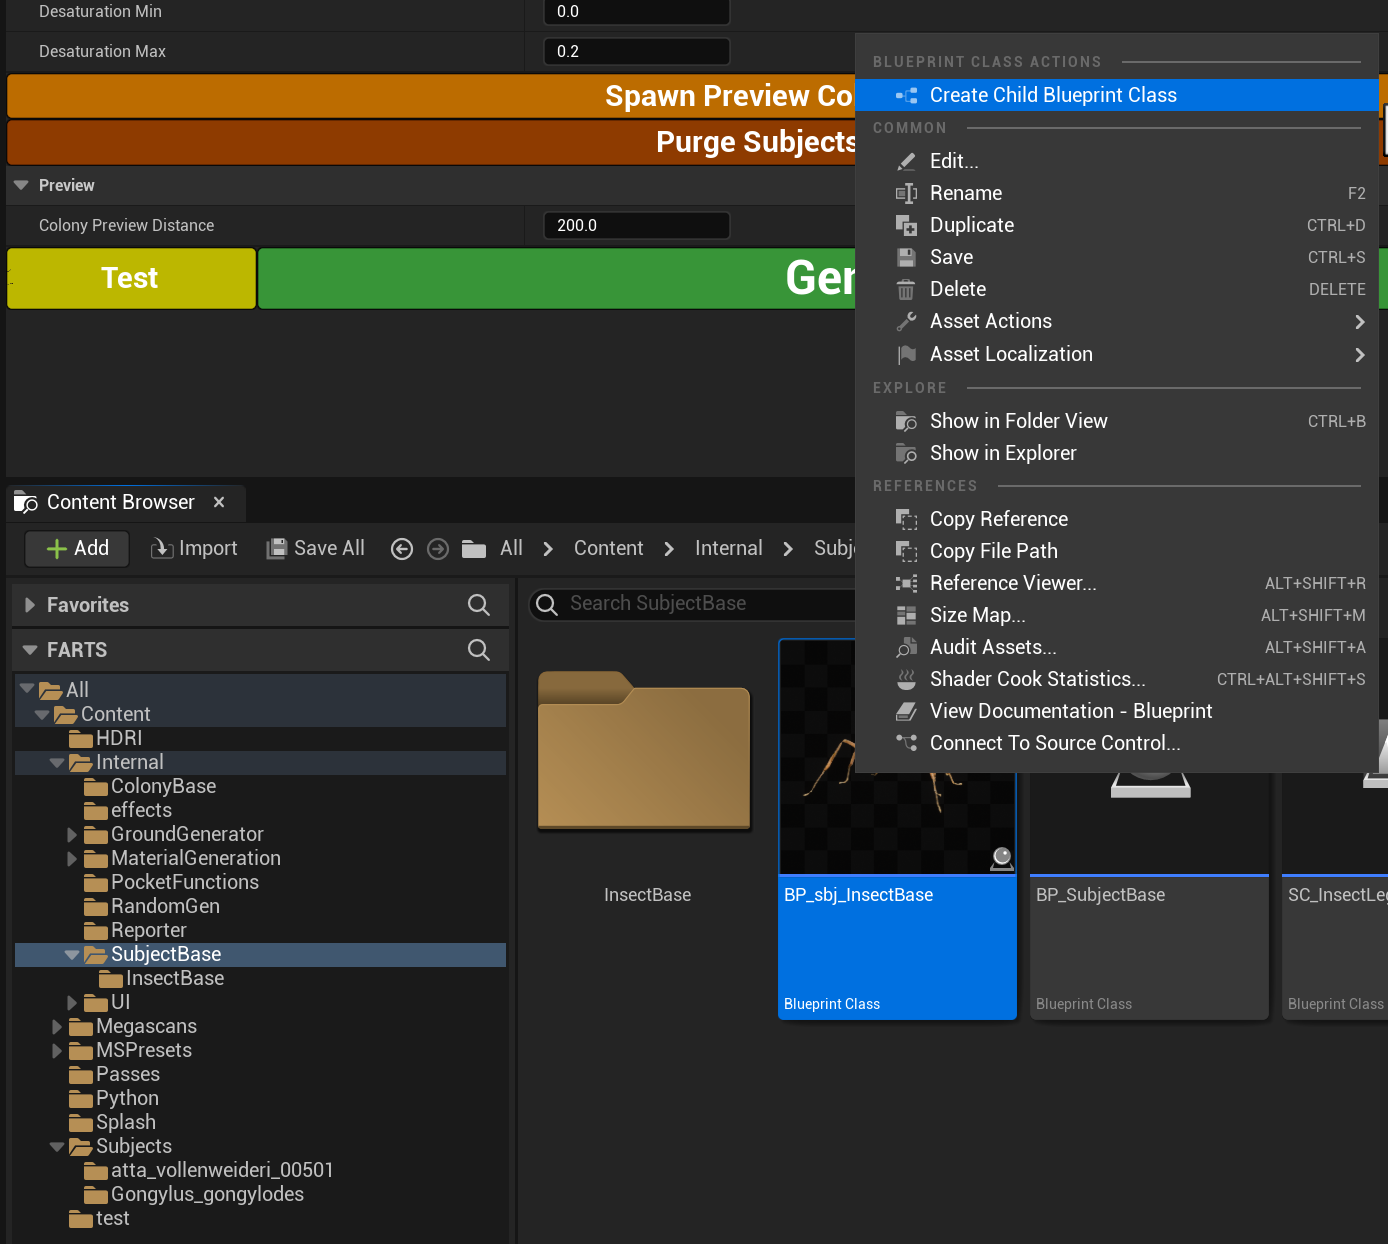 Desaturation Min
0.0
Desaturation Max
0.2
Spawn Preview Co
Purge Subjects
Preview
Colony Preview Distance
200.0
Test
Ger
BLUEPRINT CLASS ACTIONS
Create Child Blueprint Class
COMMON
Edit...
Rename F2
Duplicate CTRL+D
Save CTRL+S
Delete DELETE
Asset Actions
Asset Localization
EXPLORE
Show in Folder View CTRL+B
Show in Explorer
REFERENCES
Copy Reference
Copy File Path
Reference Viewer... ALT+SHIFT+R
Size Map... ALT+SHIFT+M
Audit Assets... ALT+SHIFT+A
Shader Cook Statistics... CTRL+ALT+SHIFT+S
View Documentation - Blueprint
Connect To Source Control...
Content Browser
Add Import Save All All Content Internal Subj
Favorites
FARTS
All
Content
HDRI
Internal
ColonyBase
effects
GroundGenerator
MaterialGeneration
PocketFunctions
RandomGen
Reporter
SubjectBase
InsectBase
UI
Megascans
MSPresets
Passes
Python
Splash
Subjects
atta_vollenweideri_00501
Gongylus_gongylodes
test
Search SubjectBase
InsectBase
BP_sbj_InsectBase
Blueprint Class
BP_SubjectBase
Blueprint Class
SC_InsectLeg
Blueprint Class